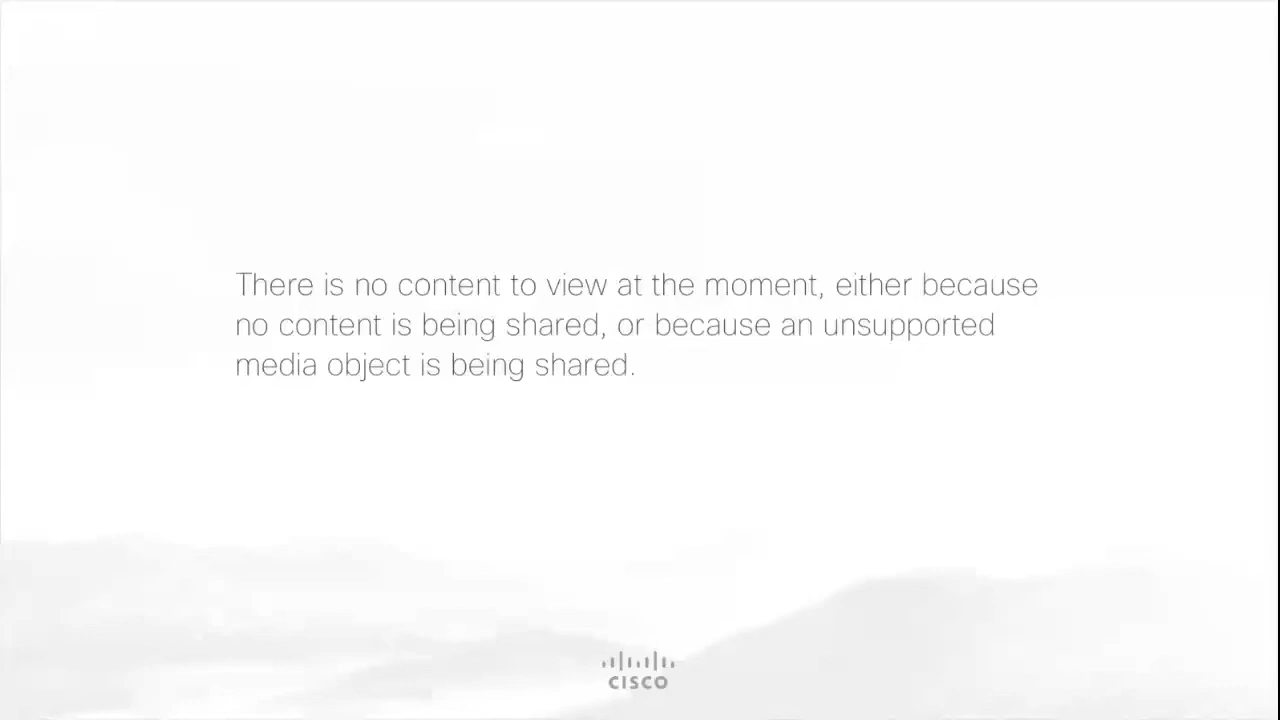 There is no content to view at the moment, either because
no content is being shared, or because an unsupported
media object is being shared.
CISCO